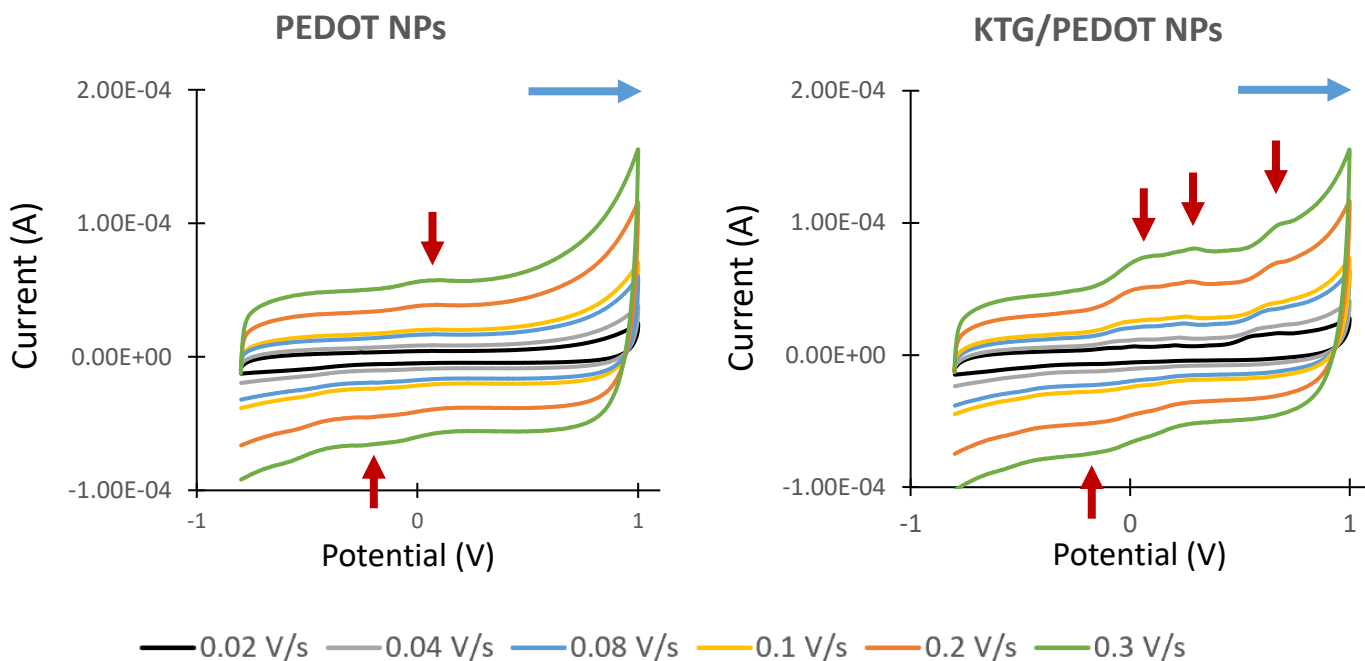 PEDOT NPs
2.00E-04
1.00E-04
0.00E+00
-1.00E-04
-1
0
1
Current (A)
Potential (V)
KTG/PEDOT NPs
2.00E-04
1.00E-04
0.00E+00
-1.00E-04
-1
0
1
Current (A)
Potential (V)
0.02 V/s 0.04 V/s 0.08 V/s 0.1 V/s 0.2 V/s 0.3 V/s